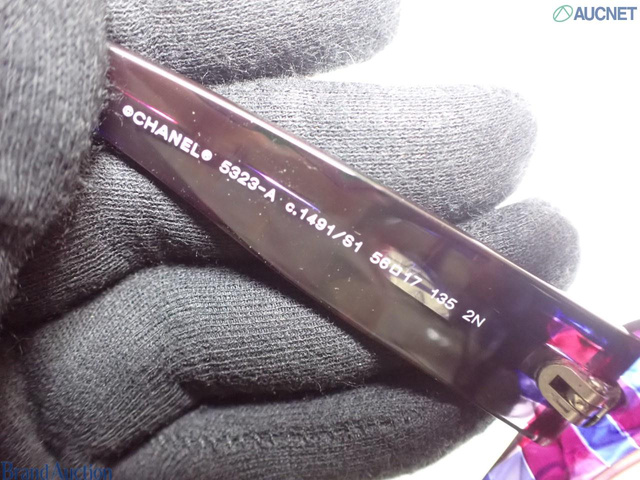 AUCNET
©CHANEL® 5323-A c.1491/S1 56□17 135 2N
Brand Auction